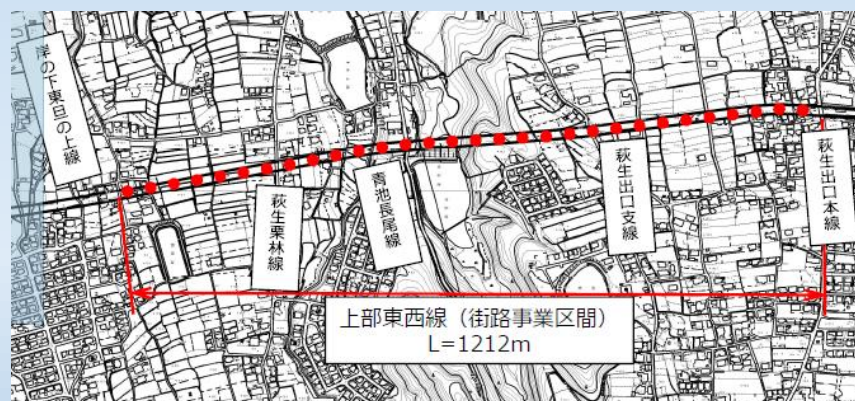 岸の下東旦の上線
萩生栗林線
青池長尾線
萩生出口支線
萩生出口本線
上部東西線（街路事業区間）
L=1212m